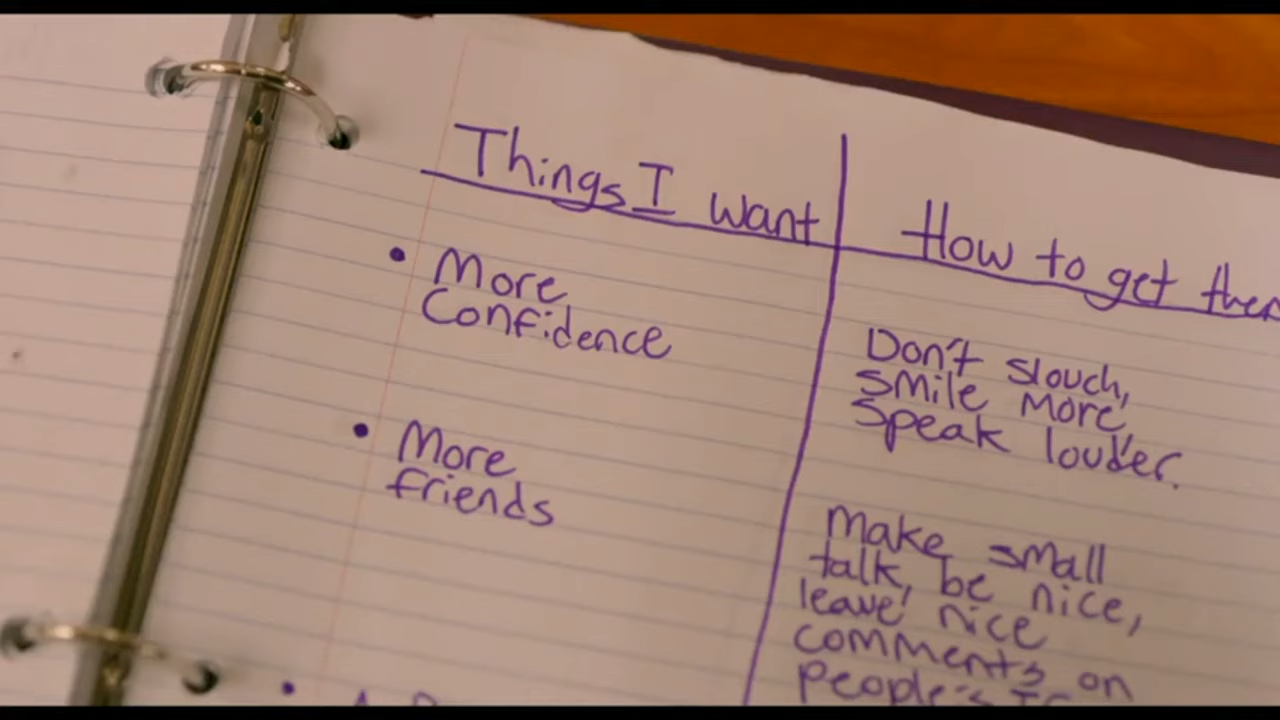 Things I want
How to get them
• More
Confidence
Don't slouch,
smile more,
speak louder.
• More
friends
Make small
talk, be nice,
leave nice
comments on
people's